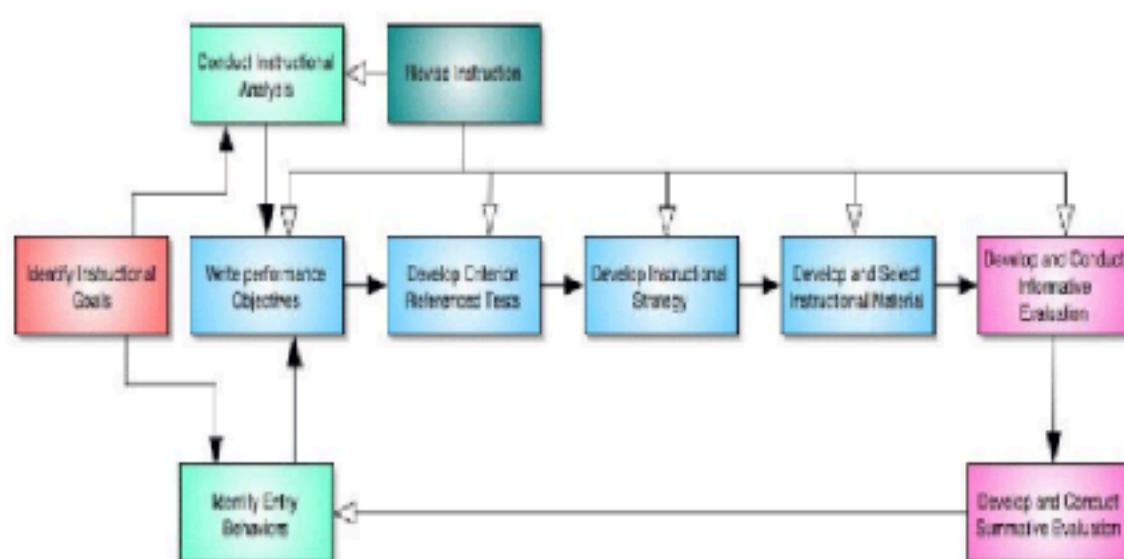 Conduct Instructional
Analysis
Revise Instruction
Identify Instructional
Goals
Write performance
Objectives
Develop Criterion
Referenced Tests
Develop Instructional
Strategy
Develop and Select
Instructional Material
Develop and Conduct
Informative
Evaluation
Identify Entry
Behaviors
Develop and Conduct
Summative Evaluation